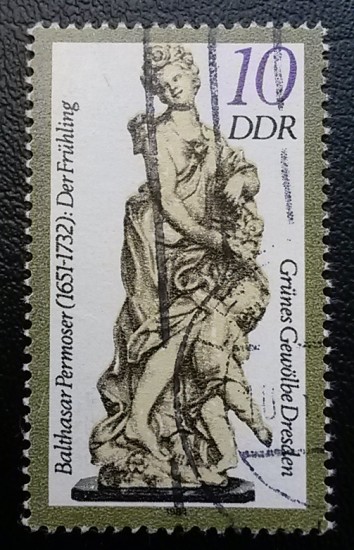 10
DDR
Balthasar Permoser (1651-1732): Der Frühling
Grünes Gewölbe Dresden